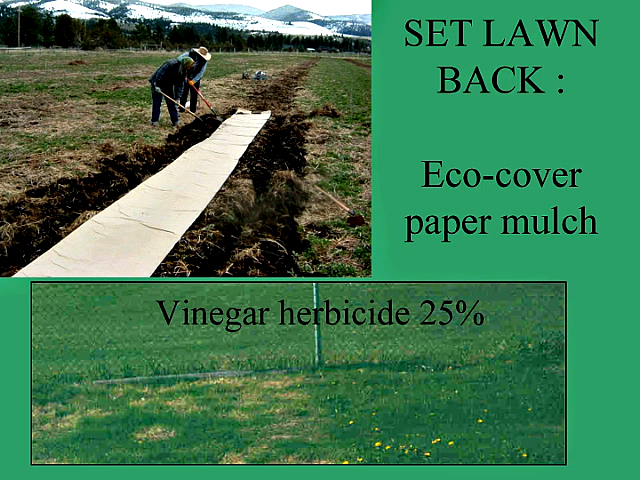 SET LAWN
BACK :
Eco-cover
paper mulch
Vinegar herbicide 25%